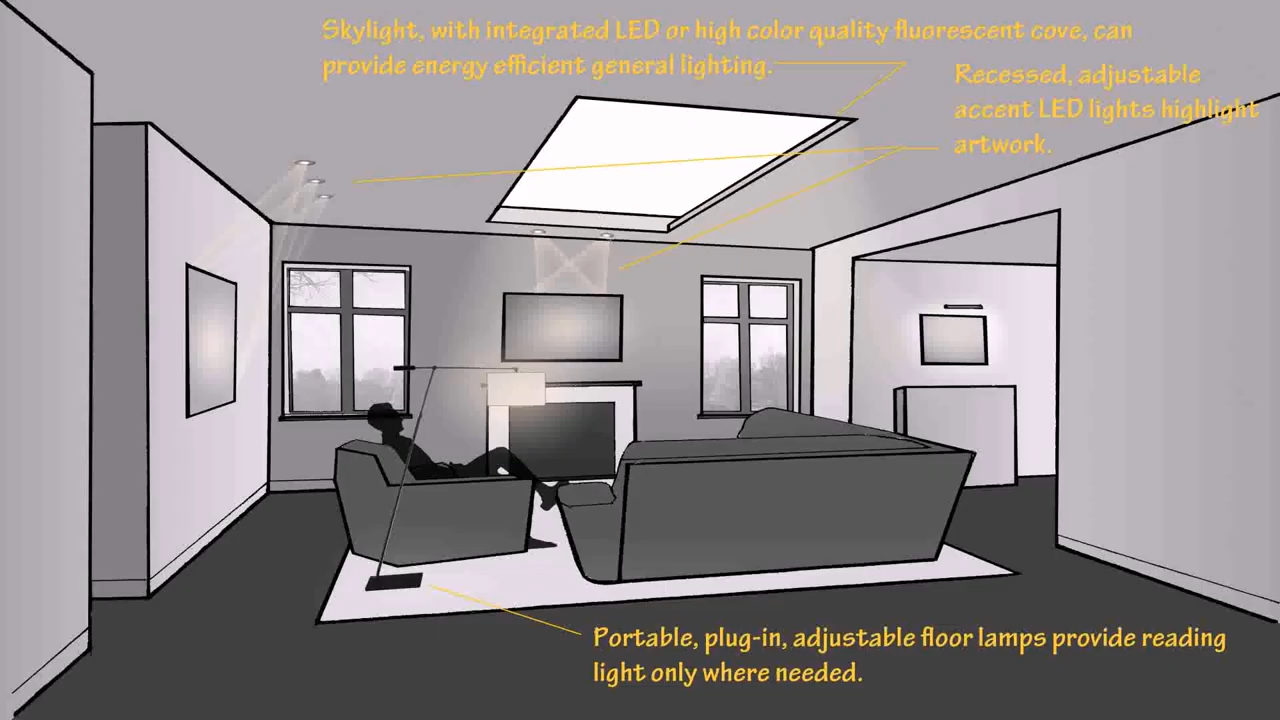 Skylight, with integrated LED or high color quality fluorescent cove, can
provide energy efficient general lighting.
Recessed, adjustable
accent LED lights highlight
artwork.
Portable, plug-in, adjustable floor lamps provide reading
light only where needed.